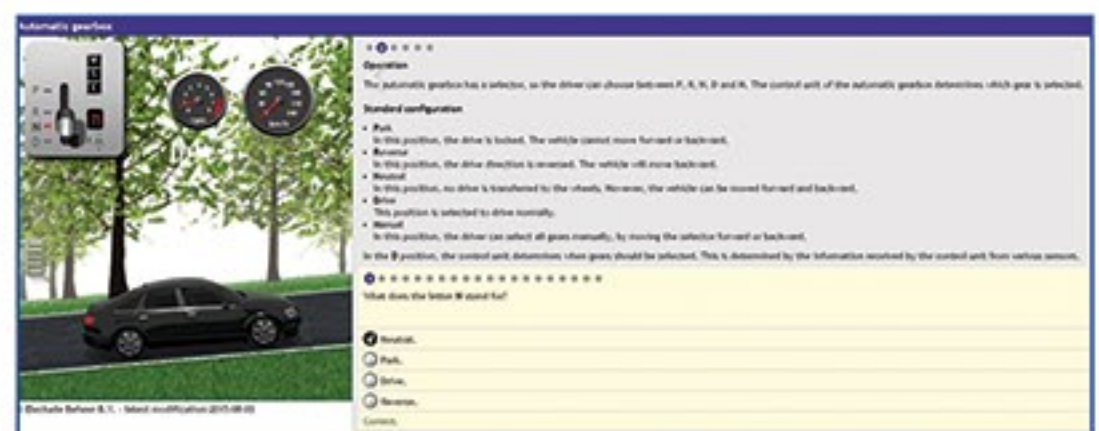 Automatic gearbox
P
R
N
D
Operation
The automatic gearbox has a selector, so the driver can choose between P, R, N, D and M. The control unit of the automatic gearbox determines which gear is selected.
Standard configuration
• Park
In this position, the drive is locked. The vehicle cannot move forward or backward.
• Reverse
In this position, the drive direction is reversed. The vehicle will move backward.
• Neutral
In this position, no drive is transferred to the wheels. However, the vehicle can be moved forward and backward.
• Drive
This position is selected to drive normally.
• Manual
In this position, the driver can select all gears manually, by moving the selector forward or backward.
In the D position, the control unit determines when gears should be selected. This is determined by the information received by the control unit from various sensors.
What does the letter N stand for?
Neutral.
Park.
Drive.
Reverse.
Correct.
Electude Beheer B.V. - latest modification